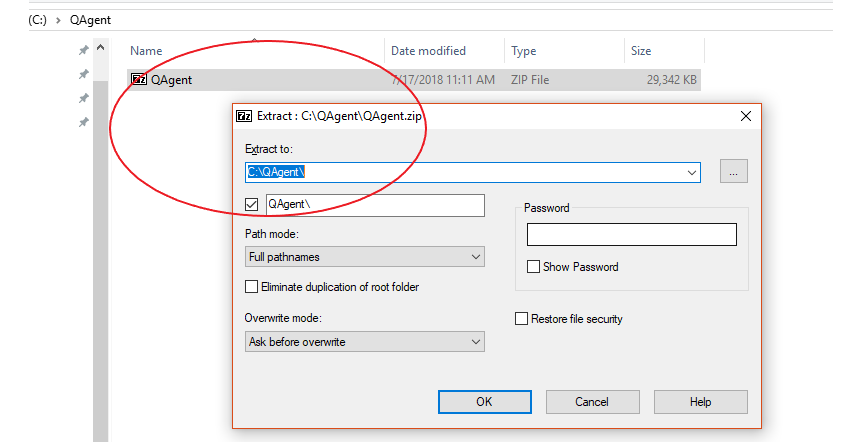 (C:) > QAgent
Name Date modified Type Size
7z QAgent 7/17/2018 11:11 AM ZIP File 29,342 KB
7z Extract : C:\QAgent\QAgent.zip
Extract to:
C:\QAgent\
...
QAgent\
Password
Path mode:
Full pathnames
Show Password
Eliminate duplication of root folder
Overwrite mode:
Restore file security
Ask before overwrite
OK Cancel Help